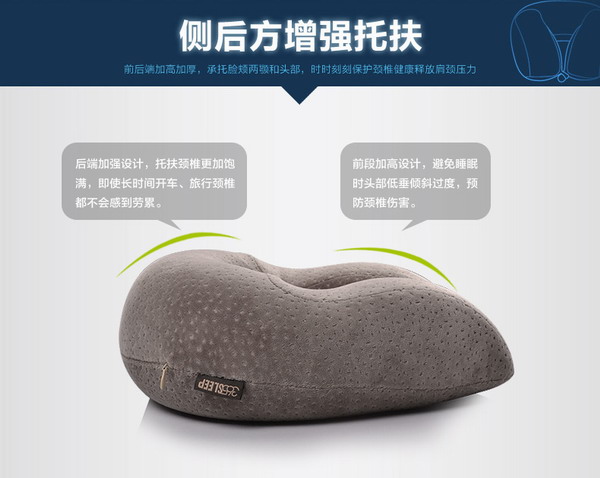 侧后方增强托扶
前后端加高加厚，承托脸颊两颚和头部，时时刻刻保护颈椎健康释放肩颈压力
后端加强设计，托扶颈椎更加饱
满，即使长时间开车、旅行颈椎
都不会感到劳累。
前段加高设计，避免睡眠
时头部低垂倾斜过度，预
防颈椎伤害。
365SLEEP